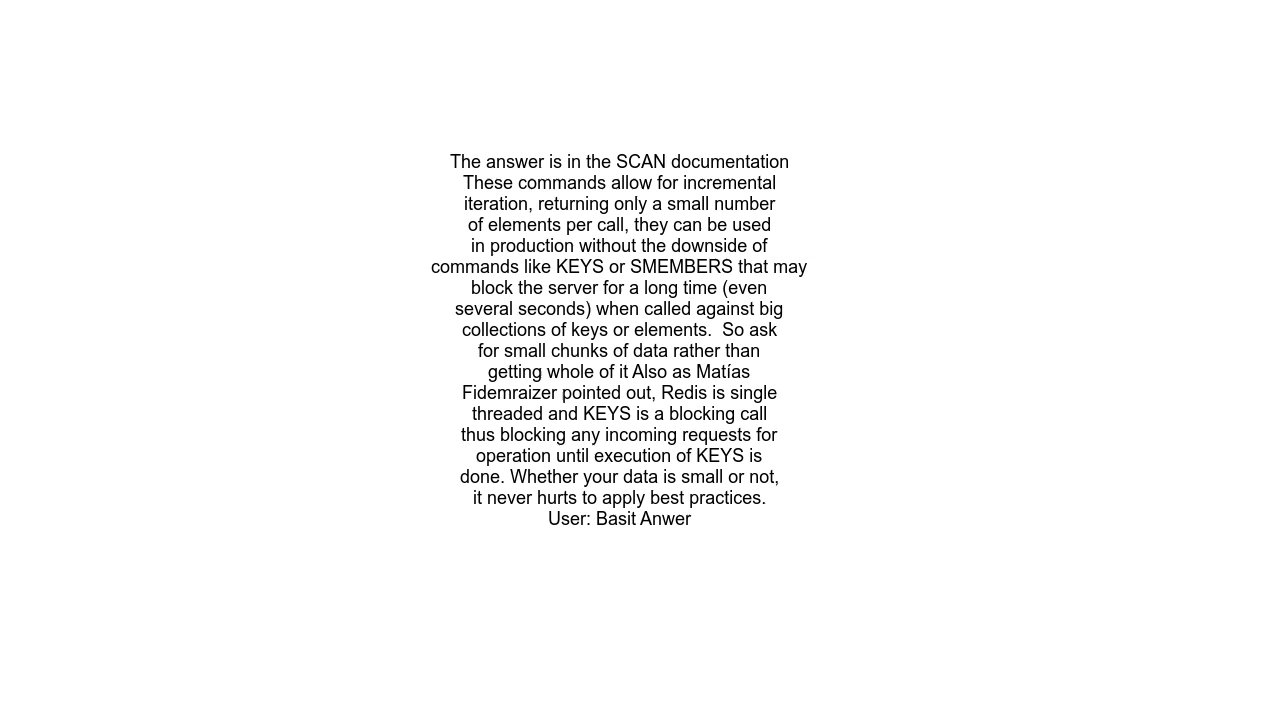 The answer is in the SCAN documentation
These commands allow for incremental
iteration, returning only a small number
of elements per call, they can be used
in production without the downside of
commands like KEYS or SMEMBERS that may
block the server for a long time (even
several seconds) when called against big
collections of keys or elements.  So ask
for small chunks of data rather than
getting whole of it Also as Matías
Fidemraizer pointed out, Redis is single
threaded and KEYS is a blocking call
thus blocking any incoming requests for
operation until execution of KEYS is
done. Whether your data is small or not,
it never hurts to apply best practices.
User: Basit Anwer